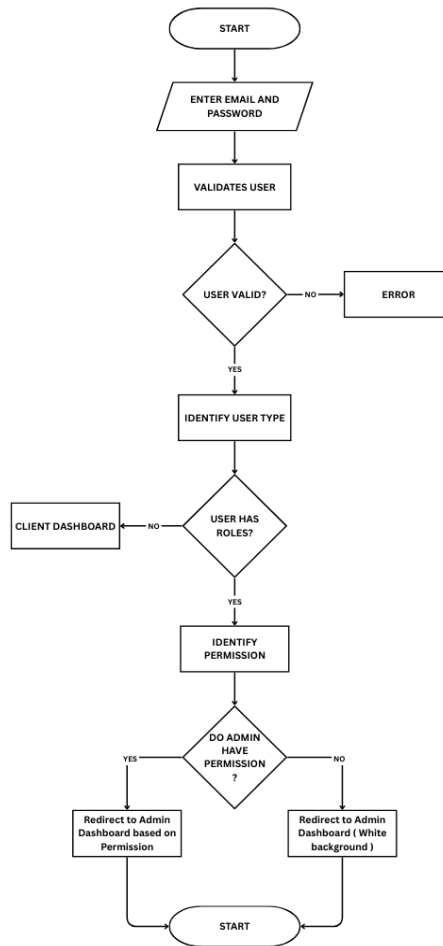 START
ENTER EMAIL AND
PASSWORD
VALIDATES USER
USER VALID?
NO
ERROR
YES
IDENTIFY USER TYPE
USER HAS
ROLES?
NO
CLIENT DASHBOARD
YES
IDENTIFY
PERMISSION
DO ADMIN
HAVE
PERMISSION
?
YES
NO
Redirect to Admin
Dashboard based on
Permission
Redirect to Admin
Dashboard ( White
background )
START